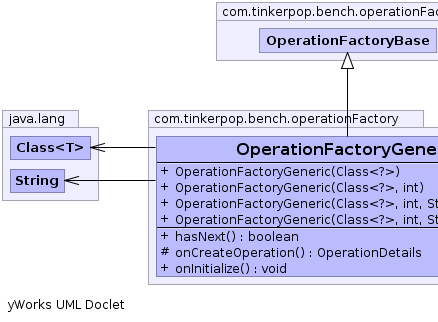 com.tinkerpop.bench.operationFac
OperationFactoryBase
java.lang
Class<T>
String
com.tinkerpop.bench.operationFactory
OperationFactoryGene
+ OperationFactoryGeneric(Class<?>)
+ OperationFactoryGeneric(Class<?>, int)
+ OperationFactoryGeneric(Class<?>, int, St
+ OperationFactoryGeneric(Class<?>, int, St
+ hasNext() : boolean
# onCreateOperation() : OperationDetails
+ onInitialize() : void
yWorks UML Doclet